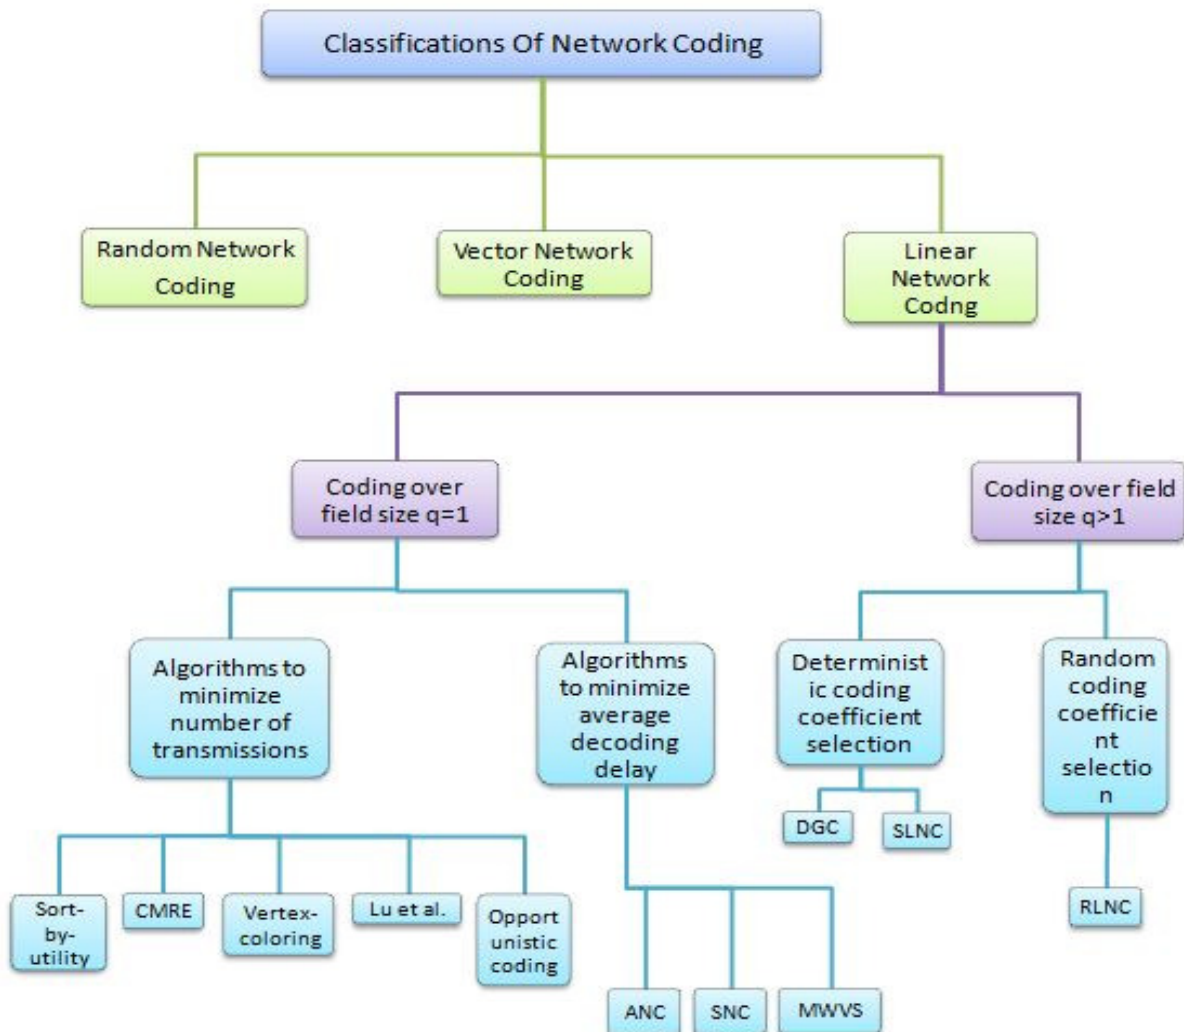 Classifications Of Network Coding
Random Network
Coding
Vector Network
Coding
Linear
Network
Codng
Coding over
field size q=1
Coding over field
size q>1
Algorithms to
minimize
number of
transmissions
Algorithms
to minimize
average
decoding
delay
Determinist
ic coding
coefficient
selection
Random
coding
coefficie
nt
selectio
n
DGC
SLNC
Sort-
by-
utility
CMRE
Vertex-
coloring
Lu et al.
Opport
unistic
coding
RLNC
ANC
SNC
MWVS